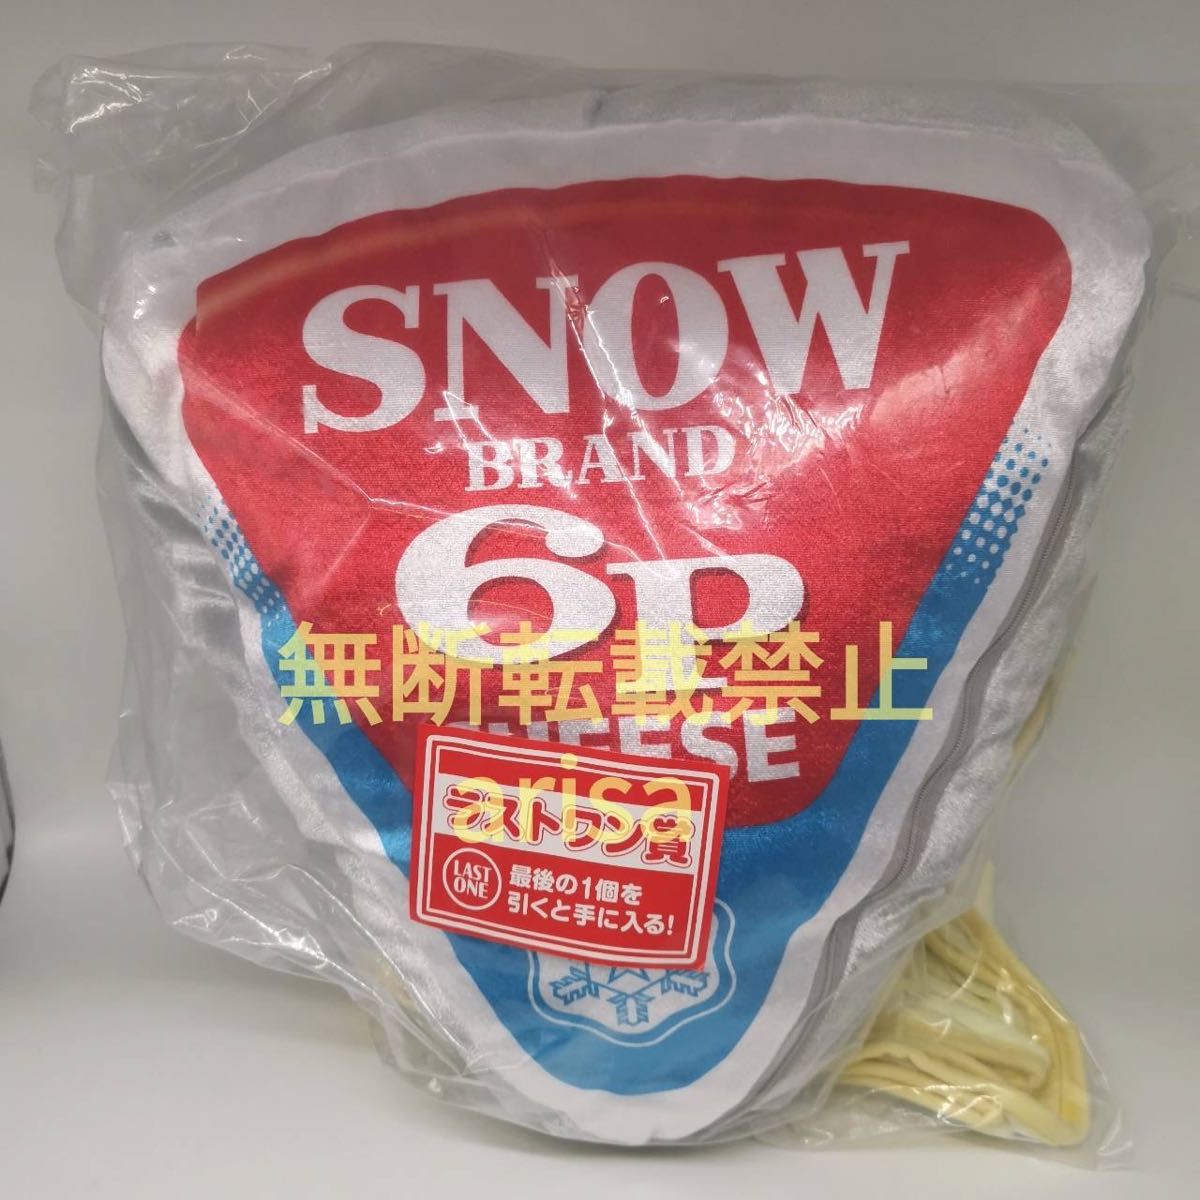 SNOW
BRAND
6P
CHEESE
無断転載禁止
arisa
ラストワン賞
LAST
ONE
最後の1個を
引くと手に入る!